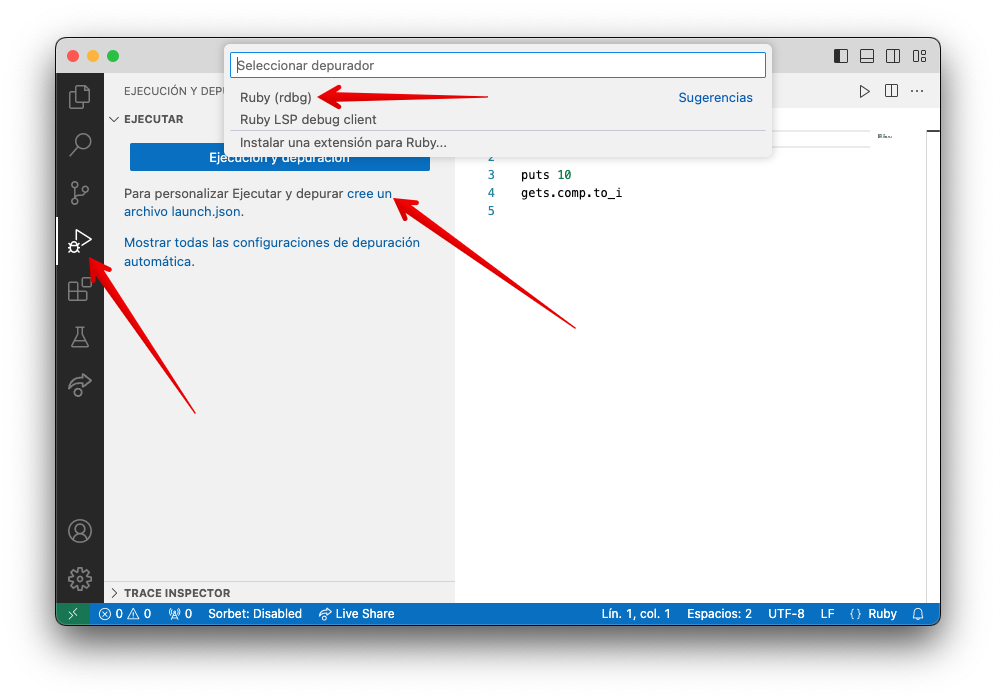 Seleccionar depurador
Ruby (rdbg)
Sugerencias
Ruby LSP debug client
Instalar una extensión para Ruby...
EJECUCIÓN Y DEPU
EJECUTAR
Ejecución y depuración
Para personalizar Ejecutar y depurar cree un
archivo launch.json.
Mostrar todas las configuraciones de depuración
automática.
2
3 puts 10
4 gets.comp.to_i
5
TRACE INSPECTOR
0 0 0 Sorbet: Disabled Live Share Lín. 1, col. 1 Espacios: 2 UTF-8 LF Ruby